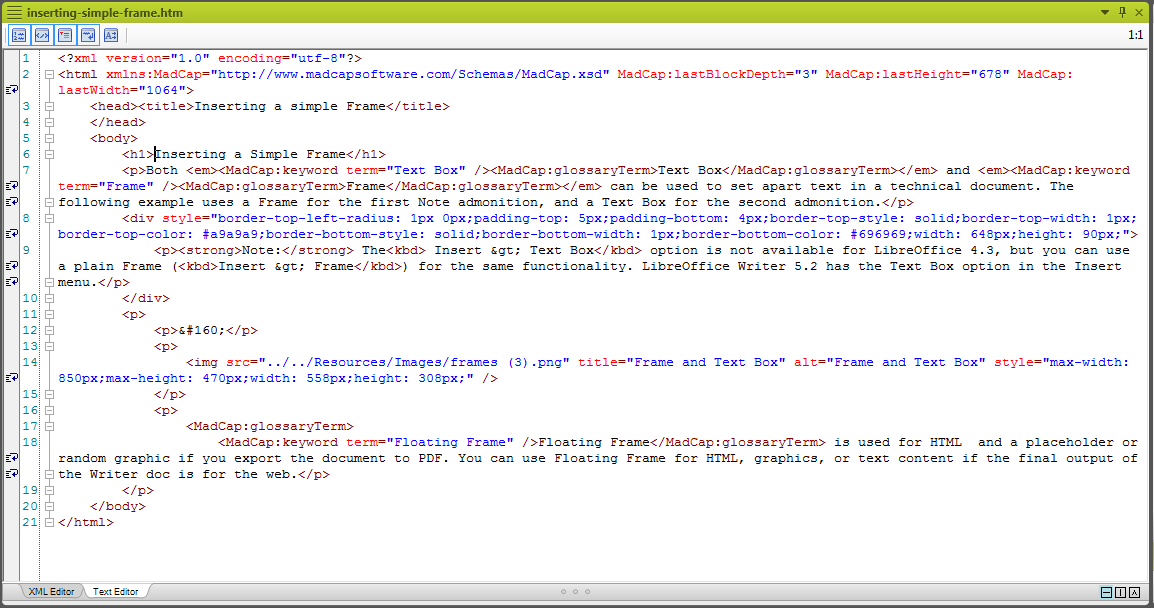 inserting-simple-frame.htm
1:1
1 <?xml version="1.0" encoding="utf-8"?>
2 <html xmlns:MadCap="http://www.madcapsoftware.com/Schemas/MadCap.xsd" MadCap:lastBlockDepth="3" MadCap:lastHeight="678" MadCap:
lastWidth="1064">
3 <head><title>Inserting a simple Frame</title>
4 </head>
5 <body>
6 <h1>Inserting a Simple Frame</h1>
7 <p>Both <em><MadCap:keyword term="Text Box" /><MadCap:glossaryTerm>Text Box</MadCap:glossaryTerm></em> and <em><MadCap:keyword
term="Frame" /><MadCap:glossaryTerm>Frame</MadCap:glossaryTerm></em> can be used to set apart text in a technical document. The
following example uses a Frame for the first Note admonition, and a Text Box for the second admonition.</p>
8 <div style="border-top-left-radius: 1px 0px;padding-top: 5px;padding-bottom: 4px;border-top-style: solid;border-top-width: 1px;
border-top-color: #a9a9a9;border-bottom-style: solid;border-bottom-width: 1px;border-bottom-color: #696969;width: 648px;height: 90px;">
9 <p><strong>Note:</strong> The<kbd> Insert &gt; Text Box</kbd> option is not available for LibreOffice 4.3, but you can use
a plain Frame (<kbd>Insert &gt; Frame</kbd>) for the same functionality. LibreOffice Writer 5.2 has the Text Box option in the Insert
menu.</p>
10 </div>
11 <p>
12 <p>&#160;</p>
13 <p>
14 <img src="../../Resources/Images/frames (3).png" title="Frame and Text Box" alt="Frame and Text Box" style="max-width:
850px;max-height: 470px;width: 558px;height: 308px;" />
15 </p>
16 <p>
17 <MadCap:glossaryTerm>
18 <MadCap:keyword term="Floating Frame" />Floating Frame</MadCap:glossaryTerm> is used for HTML  and a placeholder or
random graphic if you export the document to PDF. You can use Floating Frame for HTML, graphics, or text content if the final output of
the Writer doc is for the web.</p>
19 </p>
20 </body>
21 </html>
XML Editor Text Editor